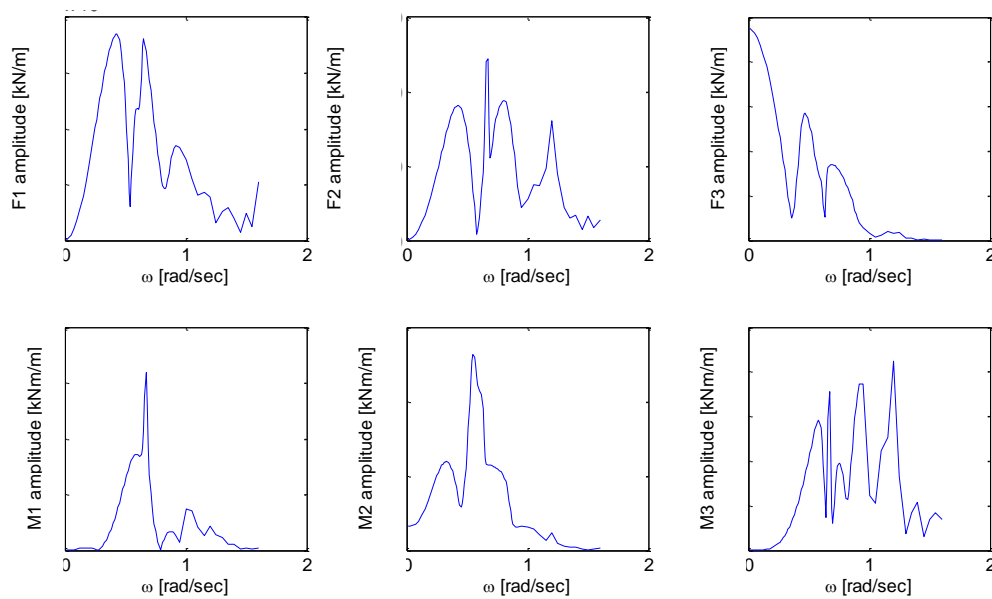 F1 amplitude [kN/m]
0 1 2
ω [rad/sec]
F2 amplitude [kN/m]
0 1 2
ω [rad/sec]
F3 amplitude [kN/m]
0 1 2
ω [rad/sec]
M1 amplitude [kNm/m]
0 1 2
ω [rad/sec]
M2 amplitude [kNm/m]
0 1 2
ω [rad/sec]
M3 amplitude [kNm/m]
0 1 2
ω [rad/sec]